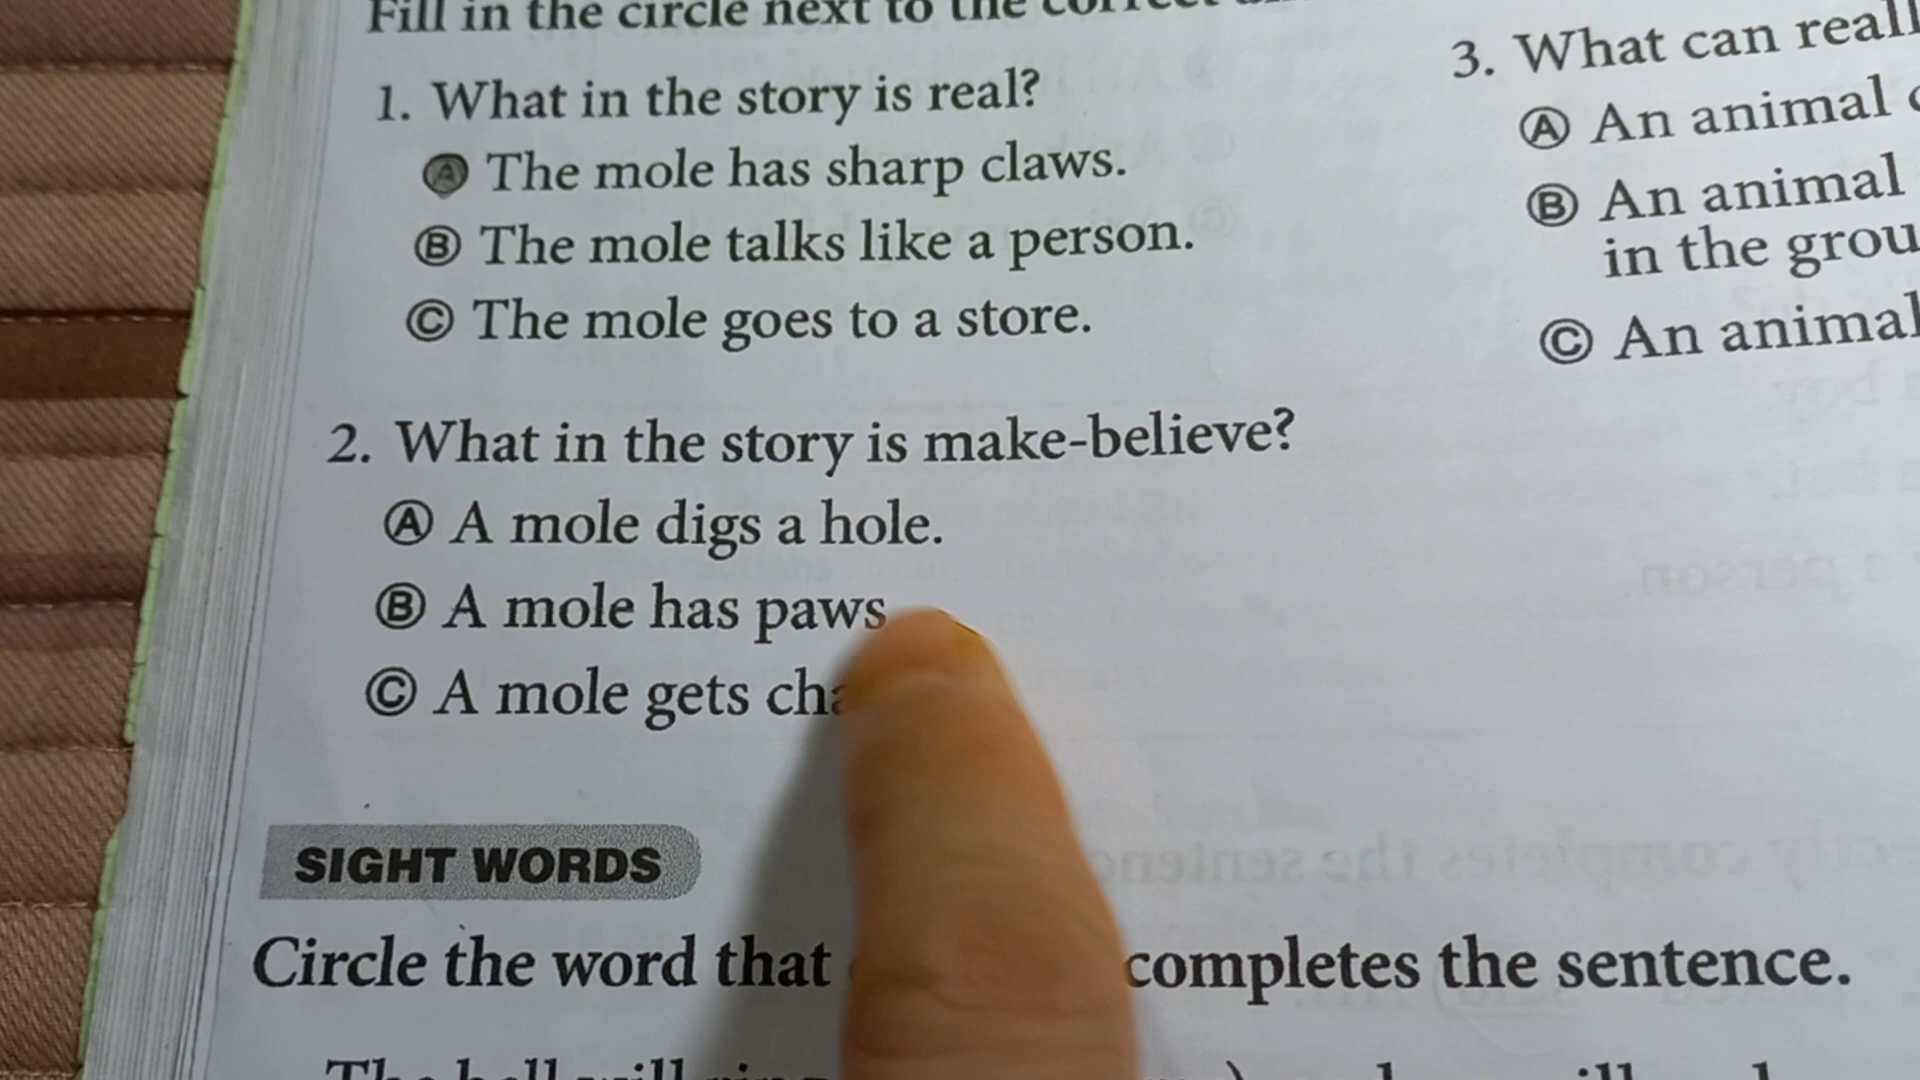 Fill in the circle next to the correct
1. What in the story is real?
Ⓐ The mole has sharp claws.
Ⓑ The mole talks like a person.
Ⓒ The mole goes to a store.
2. What in the story is make-believe?
Ⓐ A mole digs a hole.
Ⓑ A mole has paws
Ⓒ A mole gets
SIGHT WORDS
Circle the word that completes the sentence.
3. What can
Ⓐ An animal
Ⓑ An animal
in the
Ⓒ An animal